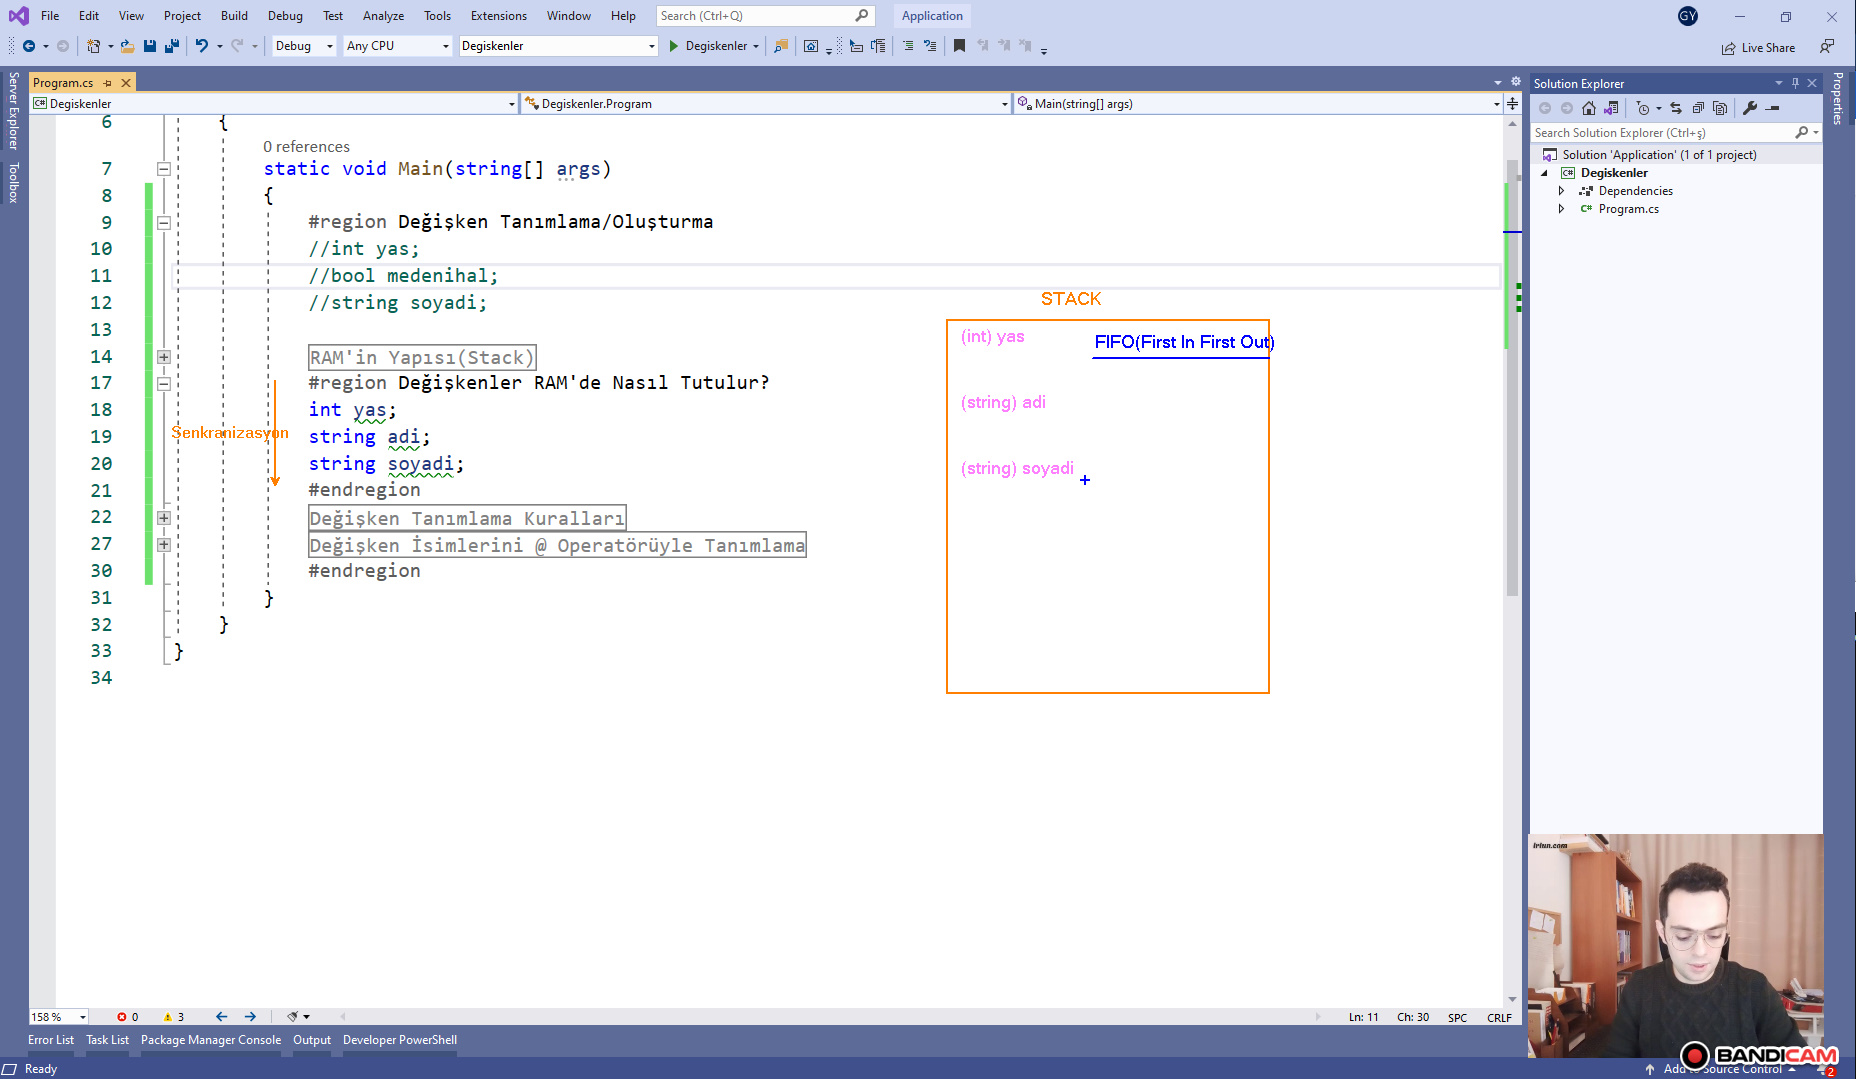 File Edit View Project Build Debug Test Analyze Tools Extensions Window Help Search (Ctrl+Q) Application GY
Debug Any CPU Degiskenler Degiskenler Live Share
Server Explorer
Toolbox
Program.cs
Degiskenler Degiskenler.Program Main(string[] args)
6 {
0 references
7 static void Main(string[] args)
8 {
9 #region Değişken Tanımlama/Oluşturma
10 //int yas;
11 //bool medenihal;
12 //string soyadi;
13
14 RAM'in Yapısı(Stack)
17 #region Değişkenler RAM'de Nasıl Tutulur?
18 int yas;
19 string adi;
20 string soyadi;
21 #endregion
22 Değişken Tanımlama Kuralları
27 Değişken İsimlerini @ Operatörüyle Tanımlama
30 #endregion
31 }
32 }
33 }
34
Senkranizasyon
STACK
(int) yas
FIFO(First In First Out)
(string) adi
(string) soyadi
Solution Explorer
Search Solution Explorer (Ctrl+ş)
Solution 'Application' (1 of 1 project)
C# Degiskenler
Dependencies
C# Program.cs
Properties
iriun.com
158 % 0 3 Ln: 11 Ch: 30 SPC CRLF
Error List Task List Package Manager Console Output Developer PowerShell
Ready Add to Source Control 2
BANDICAM